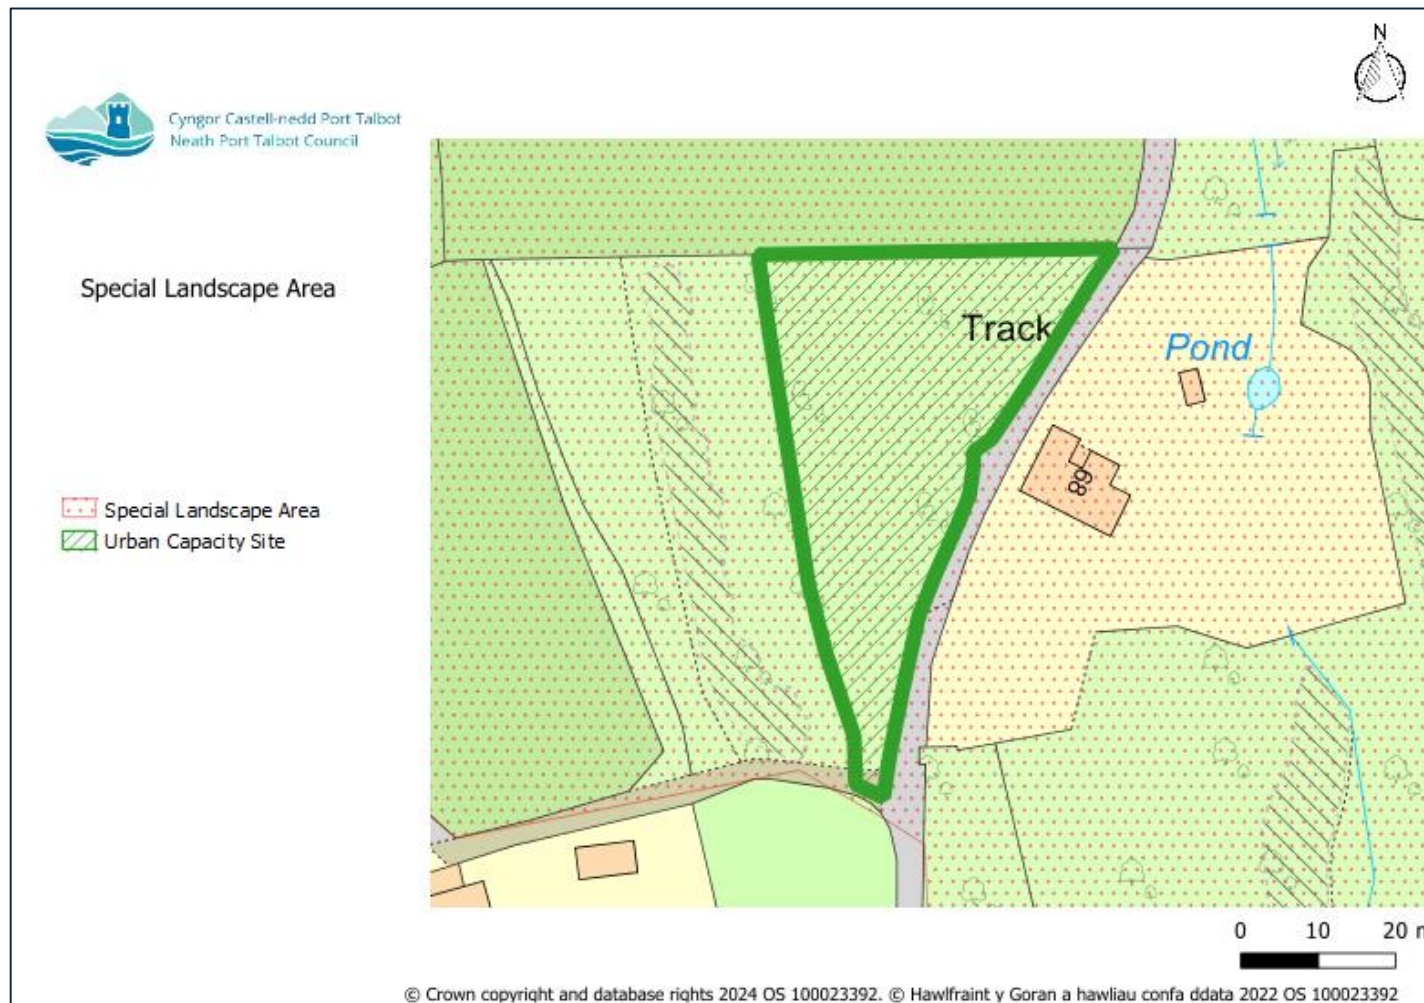 N
Cyngor Castell-nedd Port Talbot
Neath Port Talbot Council
Special Landscape Area
Track
Pond
89
Special Landscape Area
Urban Capacity Site
0 10 20 m
© Crown copyright and database rights 2024 OS 100023392. © Hawlfraint y Goran a hawliau confa ddata 2022 OS 100023392